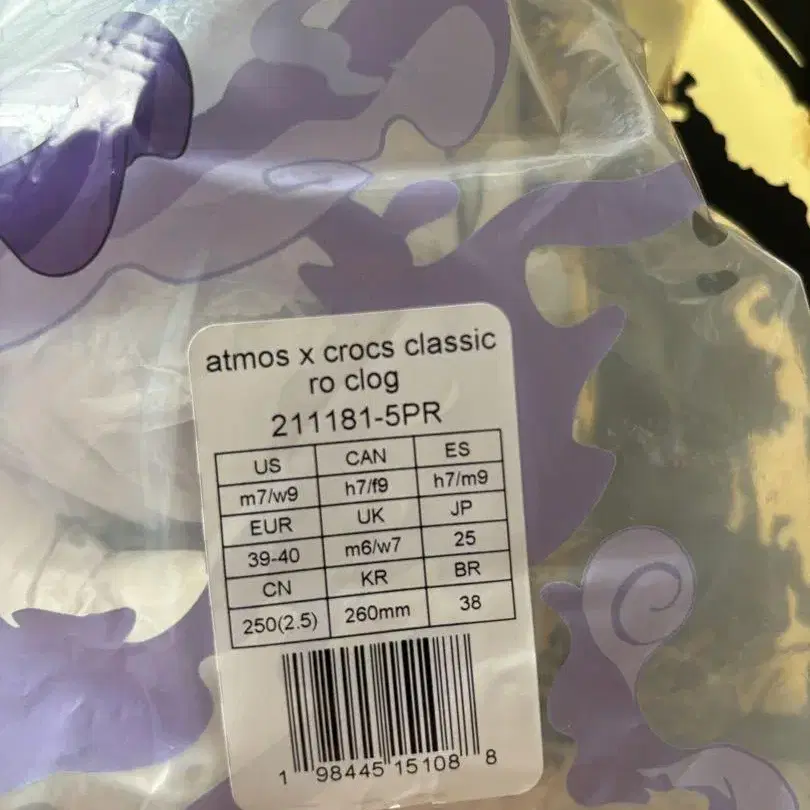 atmos x crocs classic
ro clog
211181-5PR
US CAN ES
m7/w9 h7/f9 h7/m9
EUR UK JP
39-40 m6/w7 25
CN KR BR
250(2.5) 260mm 38
1 98445 15108 8